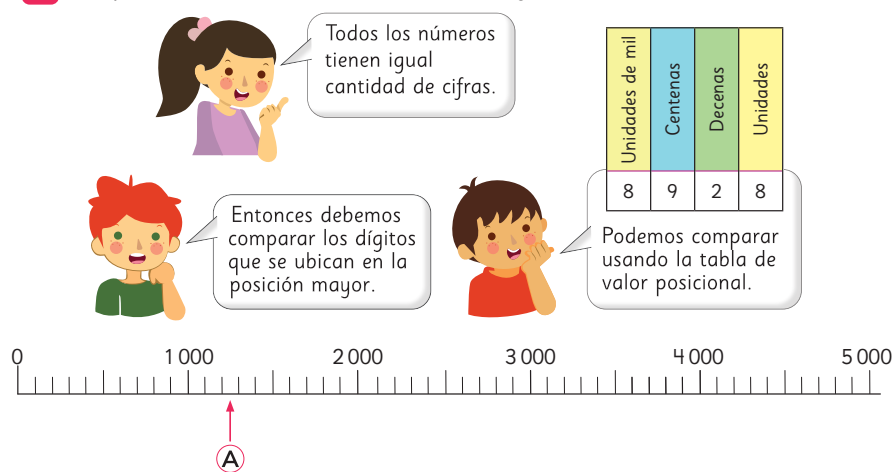 Todos los números
tienen igual
cantidad de cifras.
Unidades de mil
Centenas
Decenas
Unidades
8 9 2 8
Entonces debemos
comparar los dígitos
que se ubican en la
posición mayor.
Podemos comparar
usando la tabla de
valor posicional.
0 1 000 2 000 3 000 4 000 5 000
A